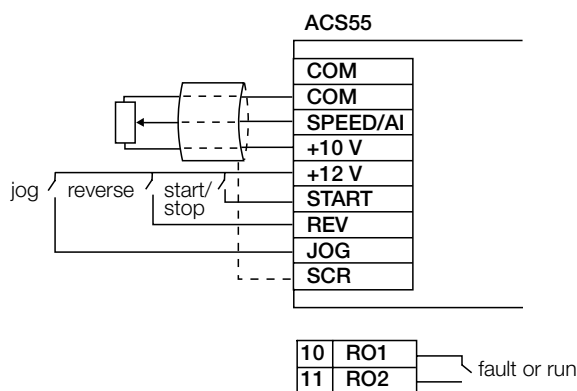 ACS55
COM
COM
SPEED/AI
+10 V
+12 V
START
REV
JOG
SCR
jog
reverse
start/
stop
10 RO1
11 RO2
fault or run